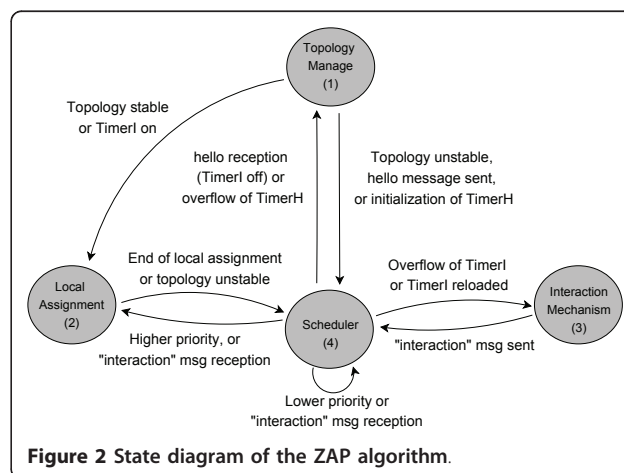 Topology
Manage
(1)
Topology stable
or TimerI on
hello reception
(TimerI off) or
overflow of TimerH
Topology unstable,
hello message sent,
or initialization of TimerH
End of local assignment
or topology unstable
Overflow of TimerI
or TimerI reloaded
Local
Assignment
(2)
Scheduler
(4)
Interaction
Mechanism
(3)
Higher priority, or
"interaction" msg reception
"interaction" msg sent
Lower priority or
"interaction" msg reception
Figure 2 State diagram of the ZAP algorithm.